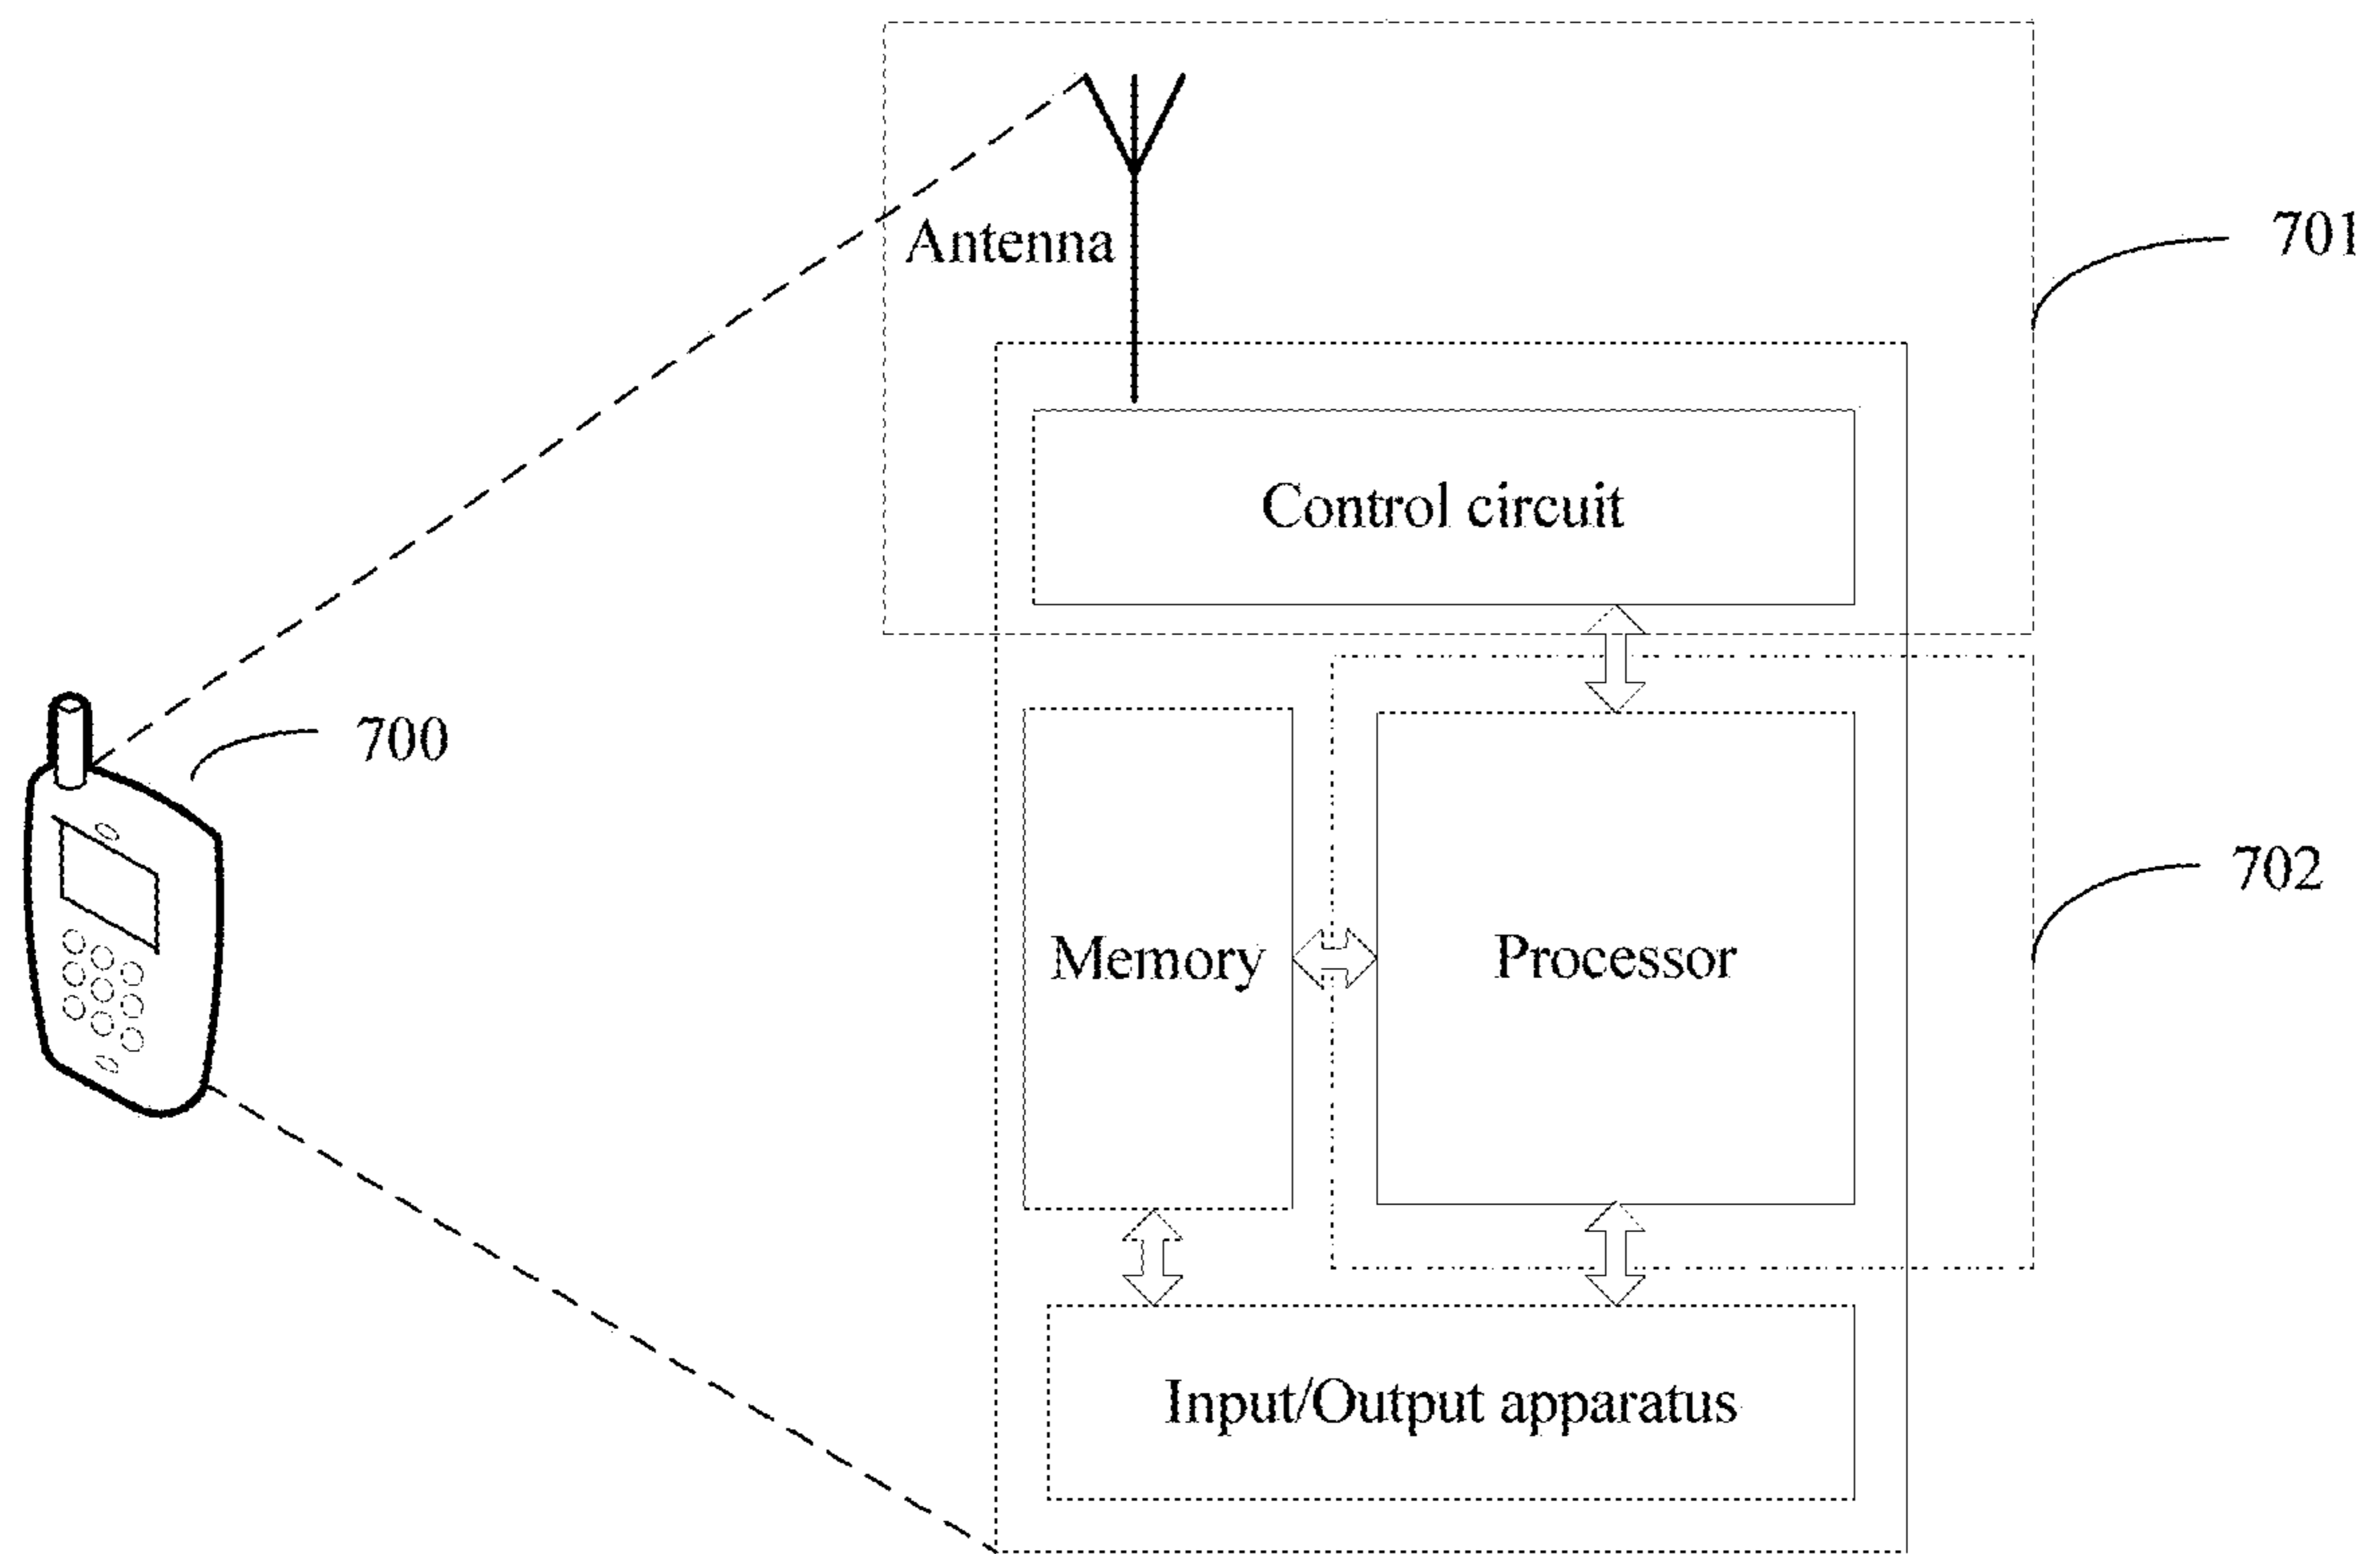 701
Antenna
Control circuit
700
702
Memory
Processor
Input/Output apparatus